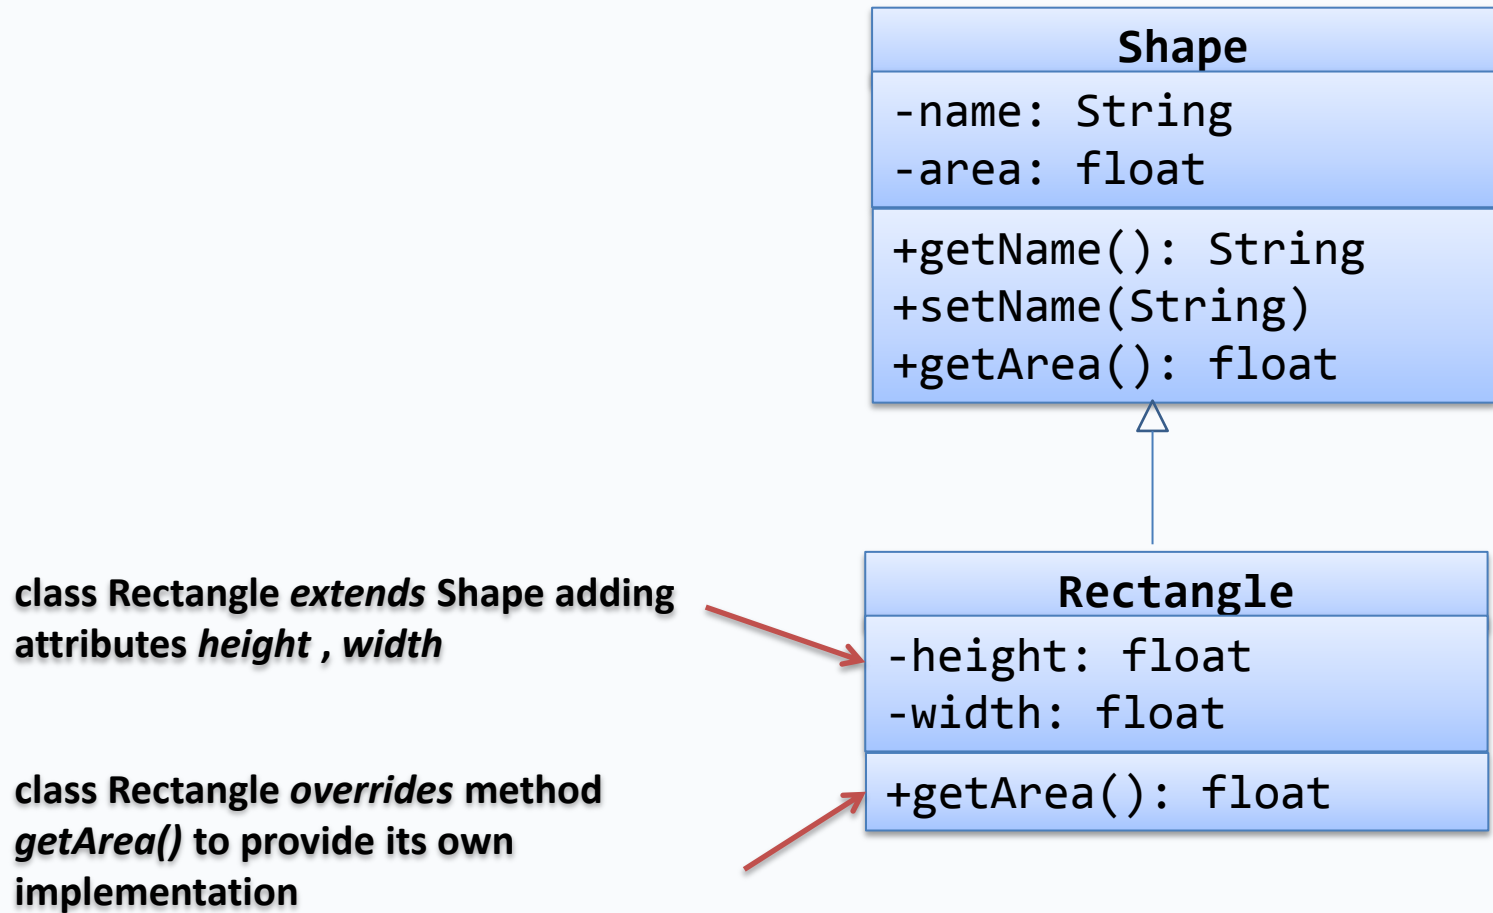 Shape
-name: String
-area: float
+getName(): String
+setName(String)
+getArea(): float
class Rectangle extends Shape adding
attributes height , width
Rectangle
-height: float
-width: float
class Rectangle overrides method
getArea() to provide its own
implementation
+getArea(): float